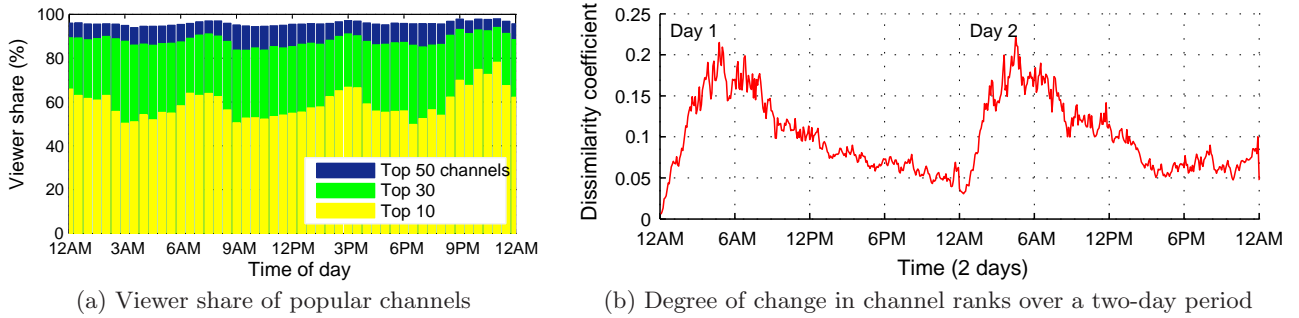 100
80
60
40
20
0
Viewer share (%)
Top 50 channels
Top 30
Top 10
12AM 3AM 6AM 9AM 12PM 3PM 6PM 9PM 12AM
Time of day
(a) Viewer share of popular channels
0.25
0.2
0.15
0.1
0.05
0
Dissimilarity coefficient
Day 1
Day 2
12AM 6AM 12PM 6PM 12AM 6AM 12PM 6PM 12AM
Time (2 days)
(b) Degree of change in channel ranks over a two-day period